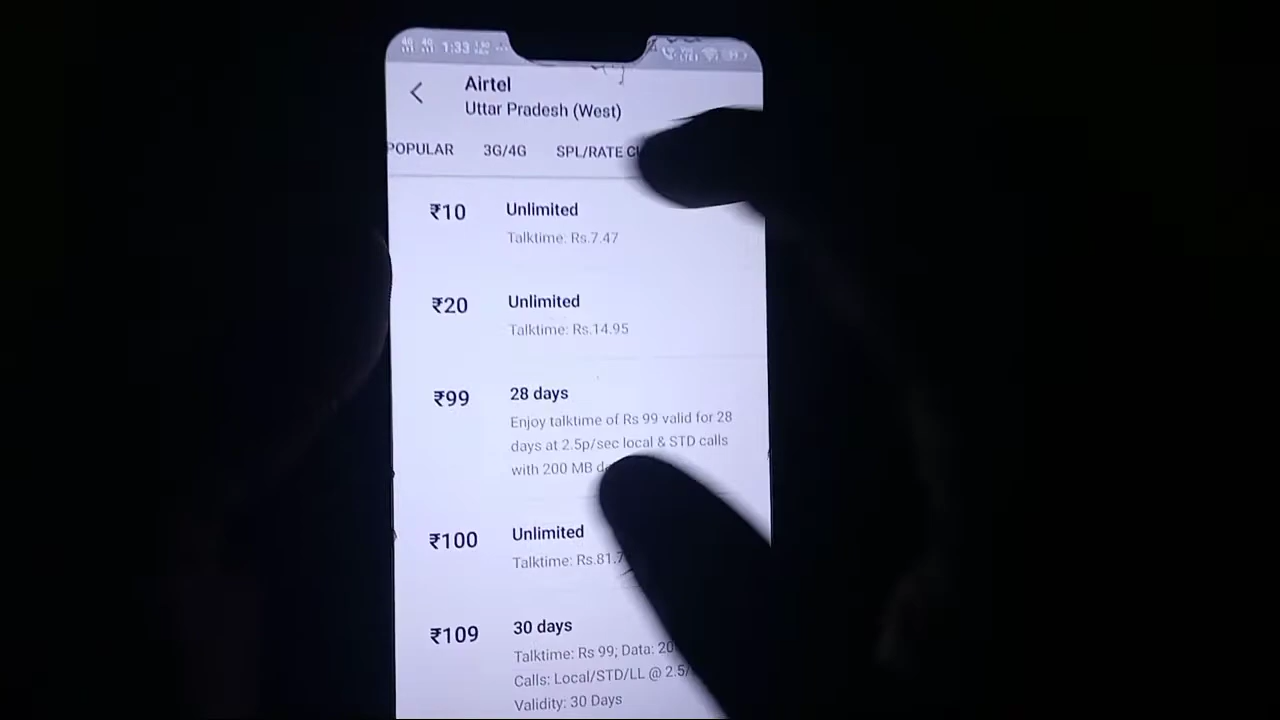 1:33
Airtel
Uttar Pradesh (West)
POPULAR 3G/4G SPL/RATE
₹10 Unlimited
Talktime: Rs.7.47
₹20 Unlimited
Talktime: Rs.14.95
₹99 28 days
Enjoy talktime of Rs 99 valid for 28
days at 2.5p/sec local & STD calls
with 200 MB
₹100 Unlimited
Talktime: Rs.81.7
₹109 30 days
Talktime: Rs 99; Data: 20
Calls: Local/STD/LL @ 2.5/
Validity: 30 Days